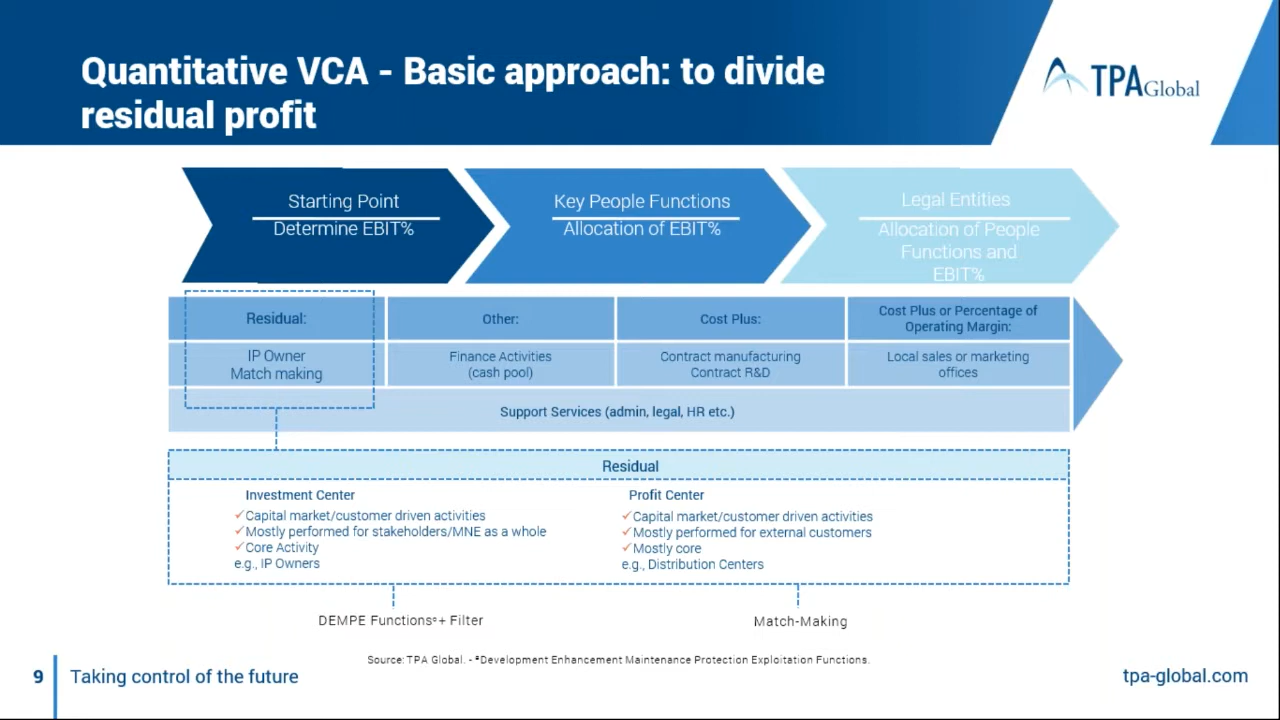 Quantitative VCA - Basic approach: to divide
residual profit
TPA Global
Starting Point
Determine EBIT%
Key People Functions
Allocation of EBIT%
Legal Entities
Allocation of People
Functions and
EBIT%
Residual:
Other:
Cost Plus:
Cost Plus or Percentage of
Operating Margin:
IP Owner
Match making
Finance Activities
(cash pool)
Contract manufacturing
Contract R&D
Local sales or marketing
offices
Support Services (admin, legal, HR etc.)
Residual
Investment Center
✓Capital market/customer driven activities
✓Mostly performed for stakeholders/MNE as a whole
✓Core Activity
e.g., IP Owners
Profit Center
✓Capital market/customer driven activities
✓Mostly performed for external customers
✓Mostly core
e.g., Distribution Centers
DEMPE Functionsᵃ+ Filter
Match-Making
Source: TPA Global. - ᵃDevelopment Enhancement Maintenance Protection Exploitation Functions.
9
Taking control of the future
tpa-global.com